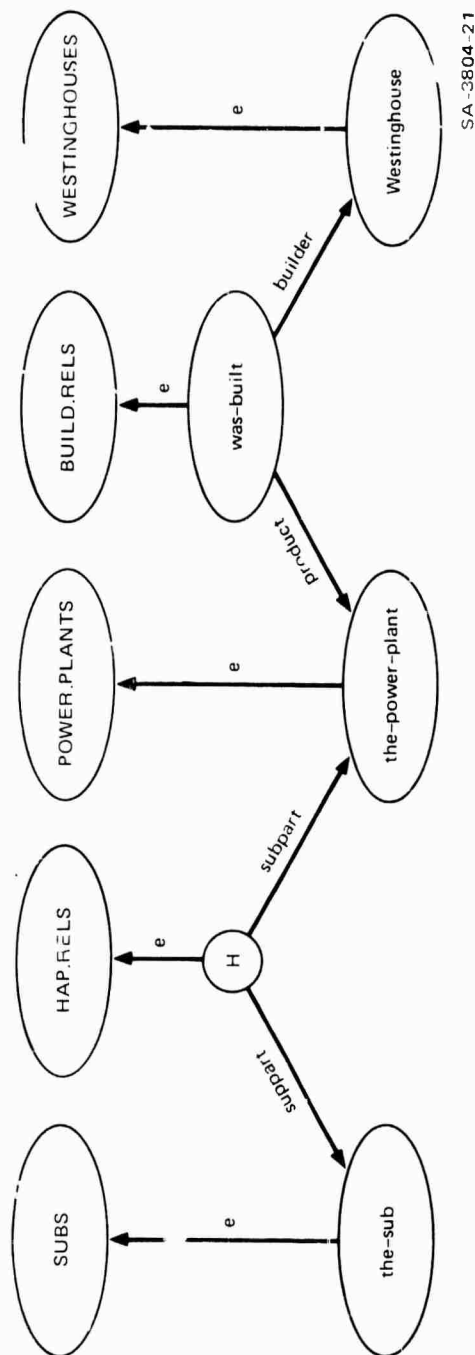 SUBS
HAP.RELS
POWER.PLANTS
BUILD.RELS
WESTINGHOUSES
e
e
e
e
e
H
was-built
suppart
subpart
product
builder
the-sub
the-power-plant
Westinghouse
SA-3804-21